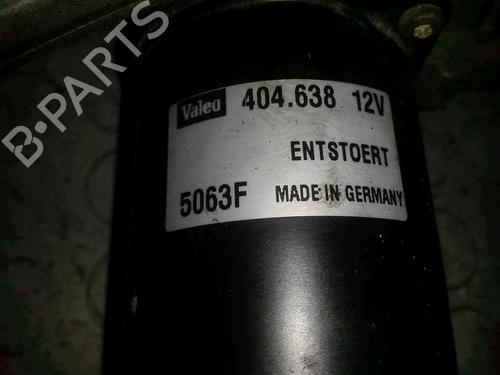 B-PARTS
Valeo 404.638 12V
ENTSTOERT
5063F MADE IN GERMANY